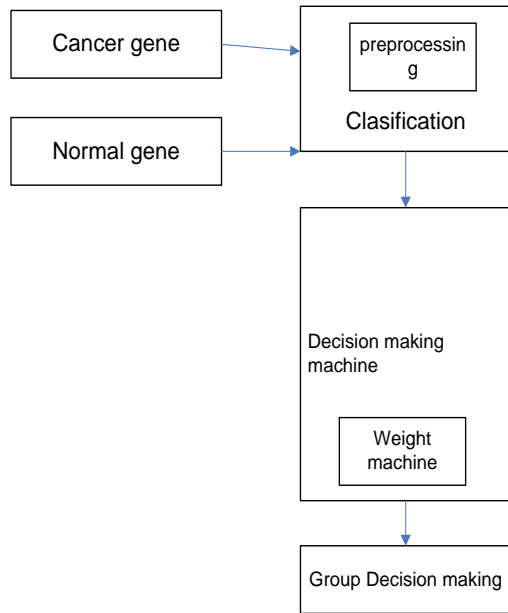 Cancer gene
preprocessin
g
Clasification
Normal gene
Decision making
machine
Weight
machine
Group Decision making